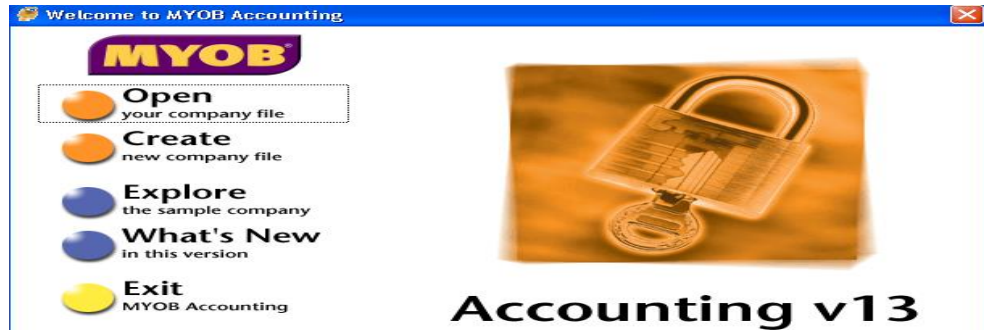 Welcome to MYOB Accounting
MYOB
Open
your company file
Create
new company file
Explore
the sample company
What's New
in this version
Exit
MYOB Accounting
Accounting v13